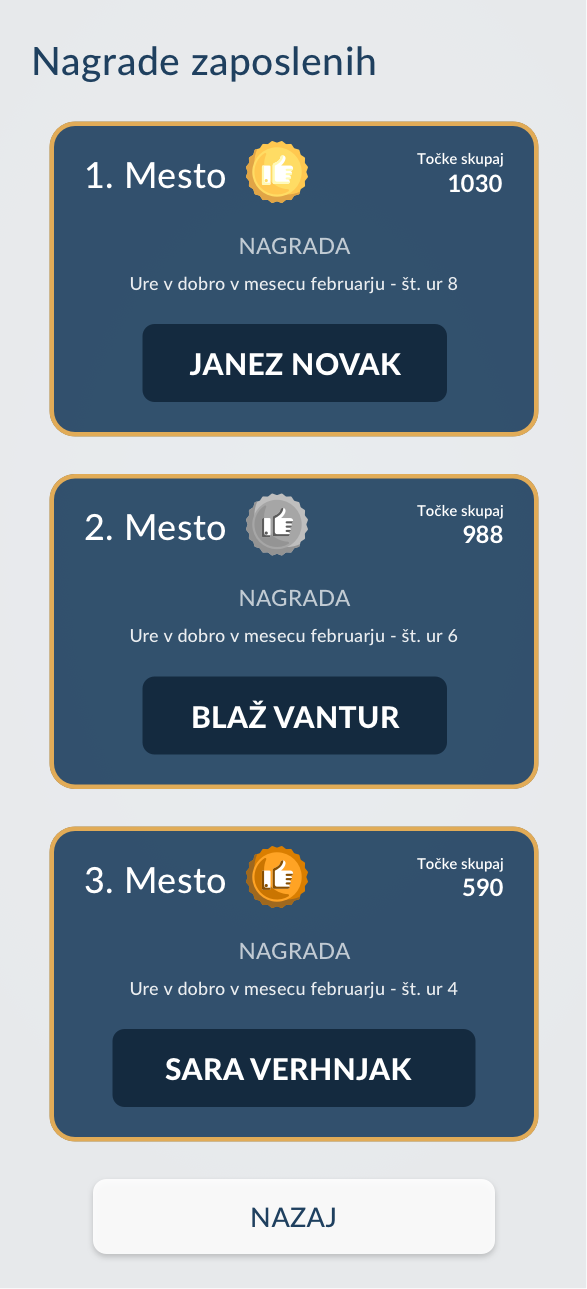 Nagrade zaposlenih
1. Mesto
Točke skupaj
1030
NAGRADA
Ure v dobro v mesecu februarju - št. ur 8
JANEZ NOVAK
2. Mesto
Točke skupaj
988
NAGRADA
Ure v dobro v mesecu februarju - št. ur 6
BLAŽ VANTUR
3. Mesto
Točke skupaj
590
NAGRADA
Ure v dobro v mesecu februarju - št. ur 4
SARA VERHNJAK
NAZAJ